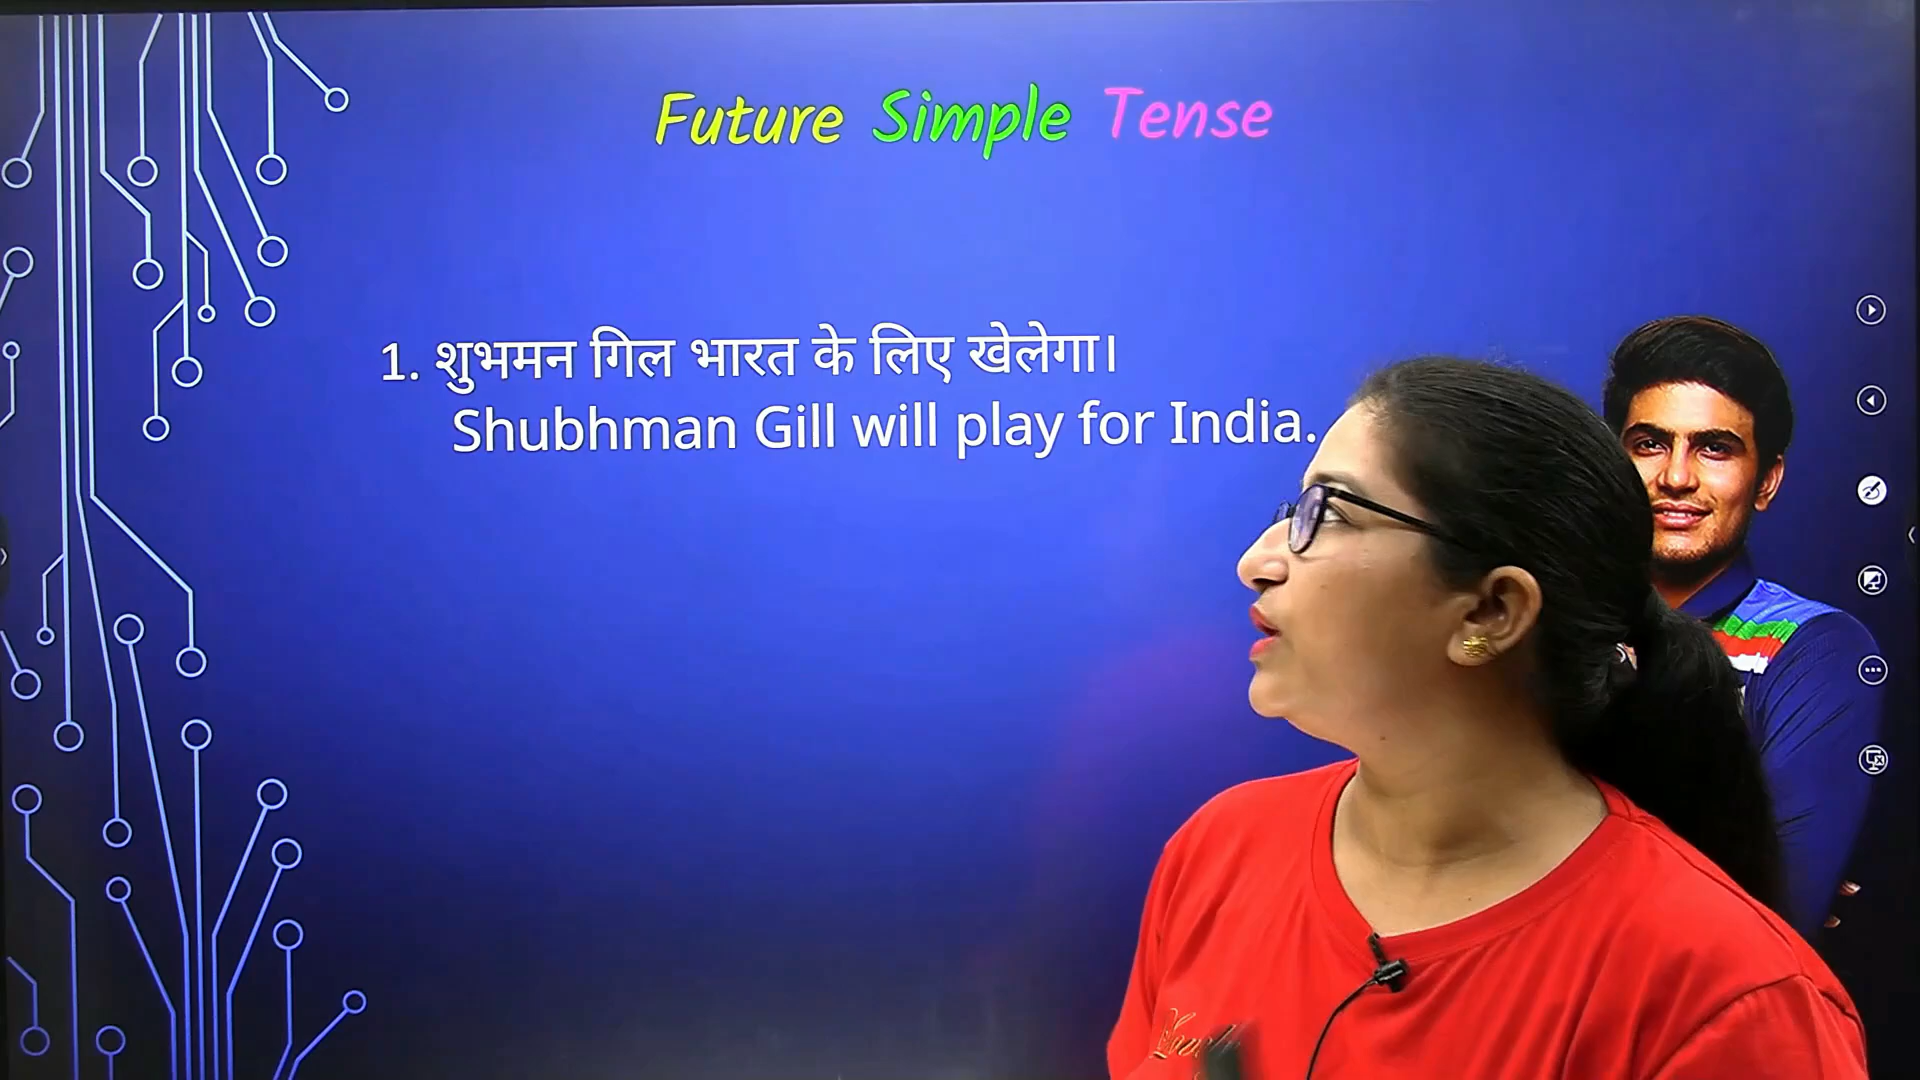 Future Simple Tense
1. शुभमन गिल भारत के लिए खेलेगा।
Shubhman Gill will play for India.